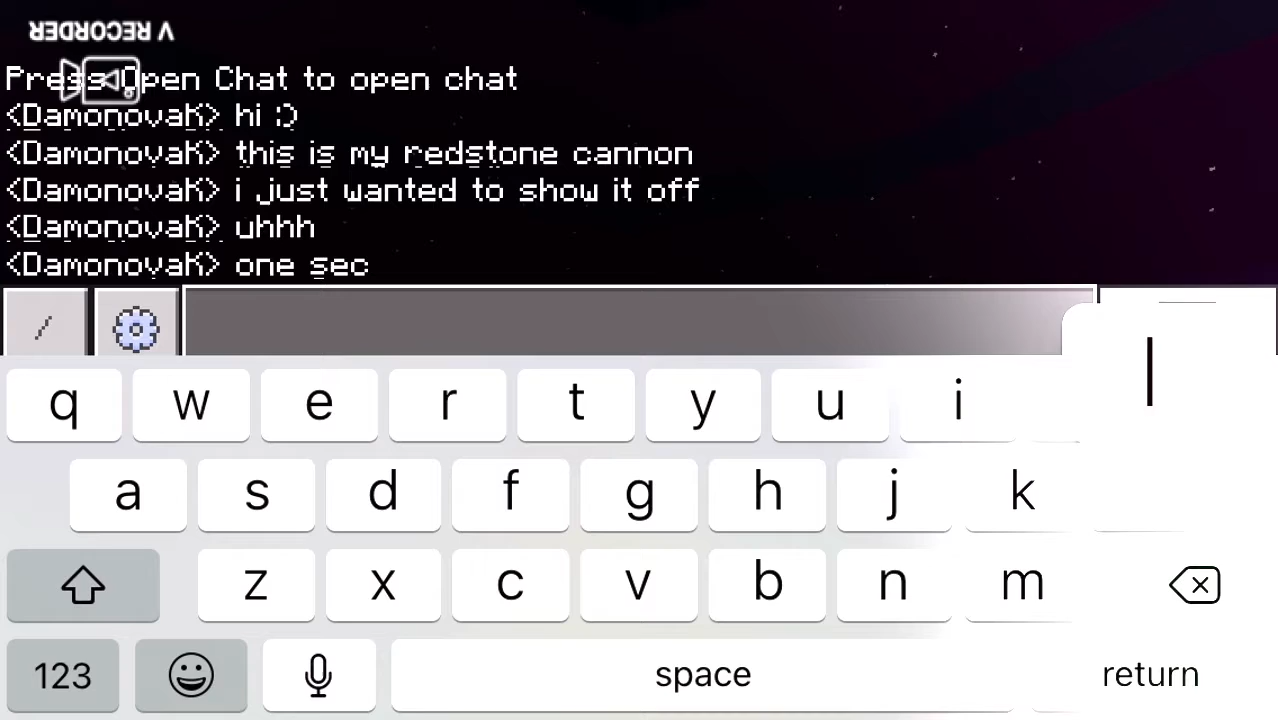 V RECORDER
Press Open Chat to open chat
<DamonovaK> hi :)
<DamonovaK> this is my redstone cannon
<DamonovaK> i just wanted to show it off
<DamonovaK> uhhh
<DamonovaK> one sec
/
q w e r t y u i
a s d f g h j k l
z x c v b n m
123 space return